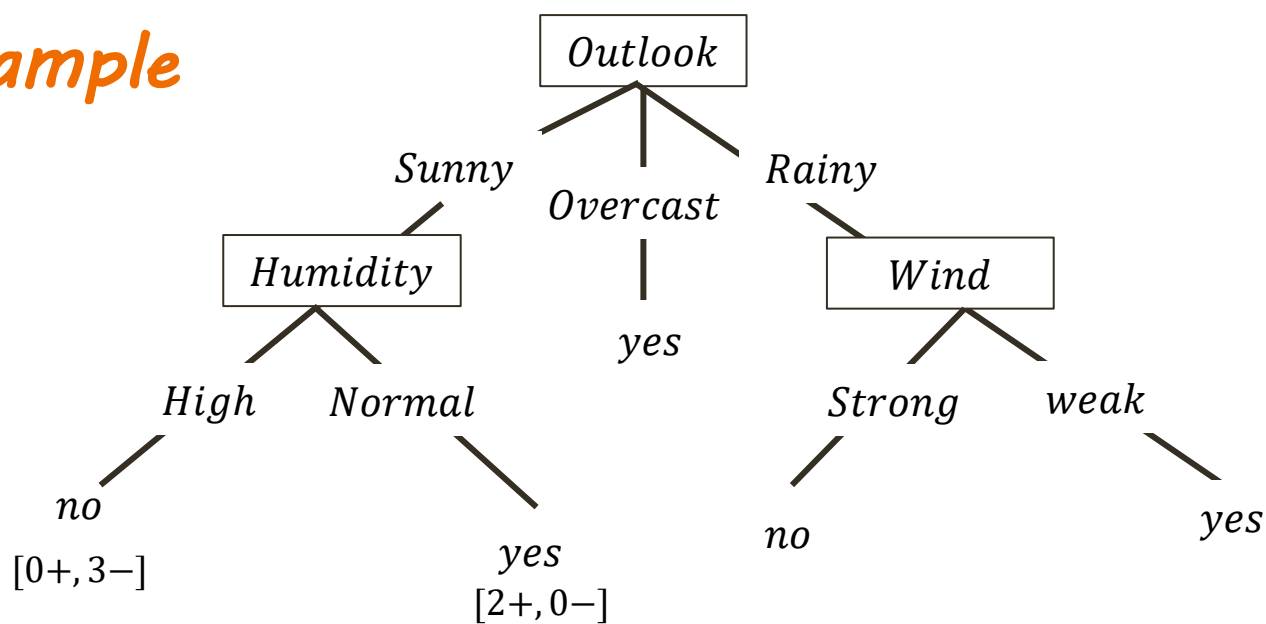 ample
Outlook
Sunny
Overcast
Rainy
Humidity
Wind
yes
High
Normal
Strong
weak
no
[0+, 3−]
yes
[2+, 0−]
no
yes